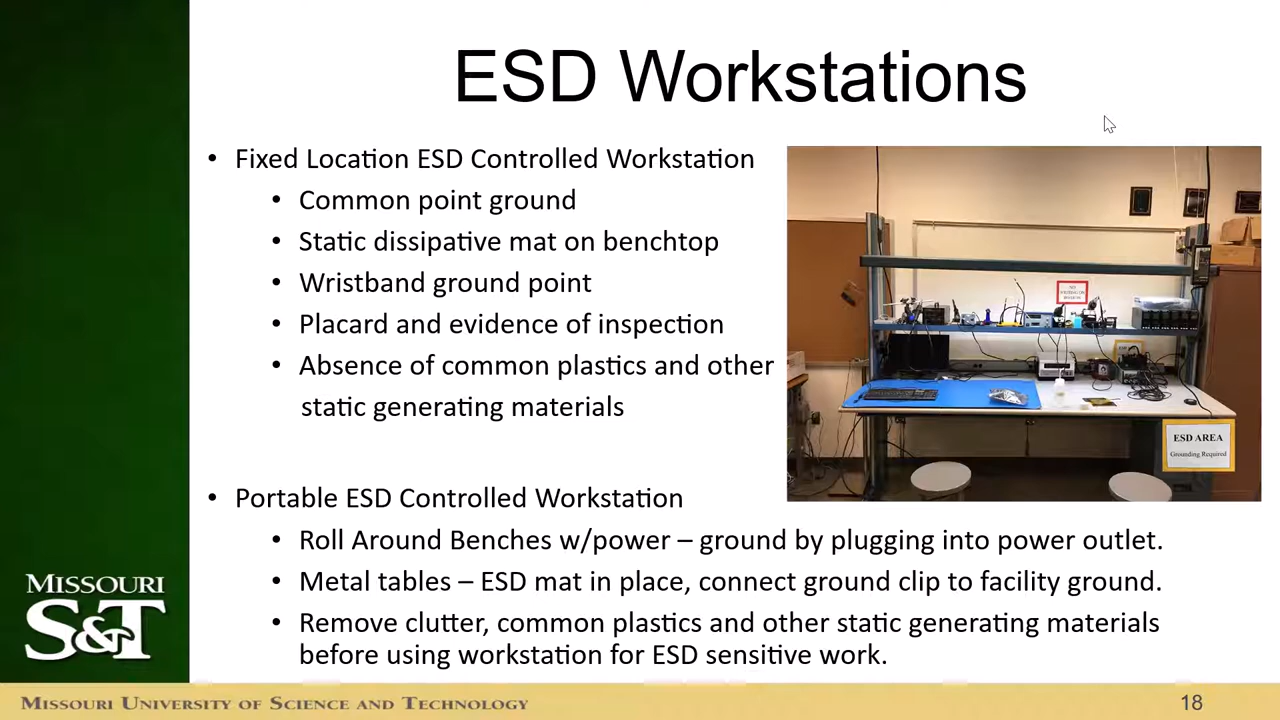 ESD Workstations
• Fixed Location ESD Controlled Workstation
• Common point ground
• Static dissipative mat on benchtop
• Wristband ground point
• Placard and evidence of inspection
• Absence of common plastics and other
static generating materials
ESD AREA
Grounding Required
• Portable ESD Controlled Workstation
• Roll Around Benches w/power – ground by plugging into power outlet.
• Metal tables – ESD mat in place, connect ground clip to facility ground.
• Remove clutter, common plastics and other static generating materials
before using workstation for ESD sensitive work.
MISSOURI
S&T
MISSOURI UNIVERSITY OF SCIENCE AND TECHNOLOGY
18